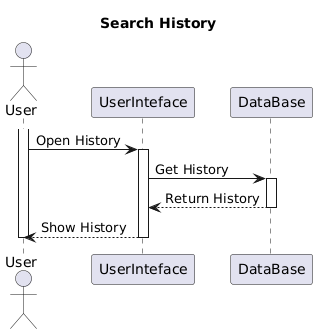 Search History
User
UserInteface
DataBase
Open History
Get History
Return History
Show History
User
UserInteface
DataBase